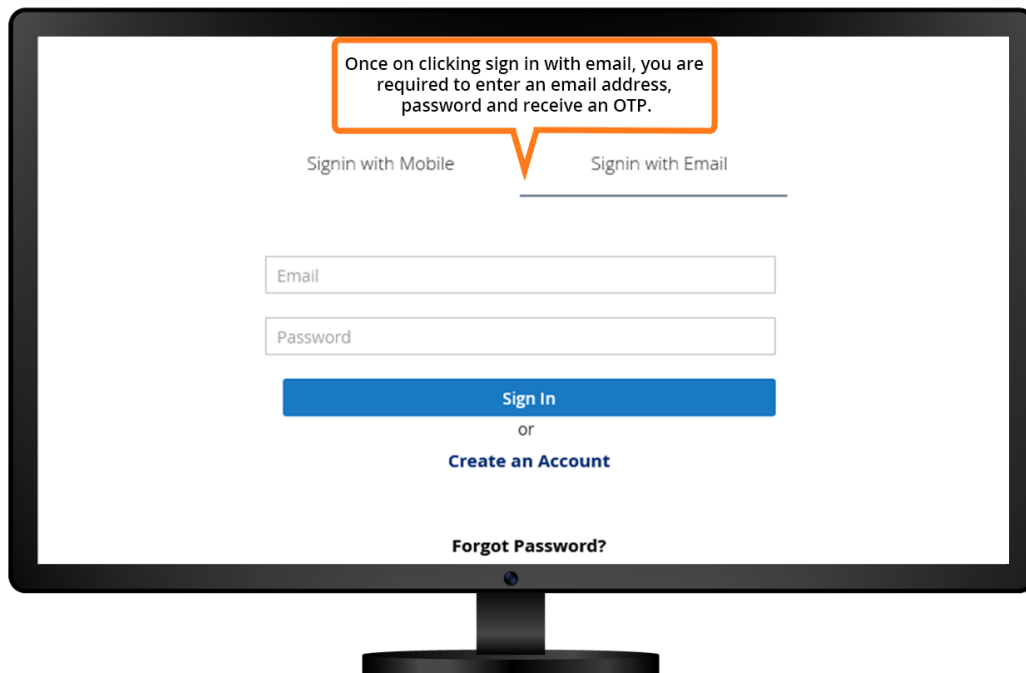 Once on clicking sign in with email, you are
required to enter an email address,
password and receive an OTP.
Signin with Mobile
Signin with Email
Email
Password
Sign In
or
Create an Account
Forgot Password?